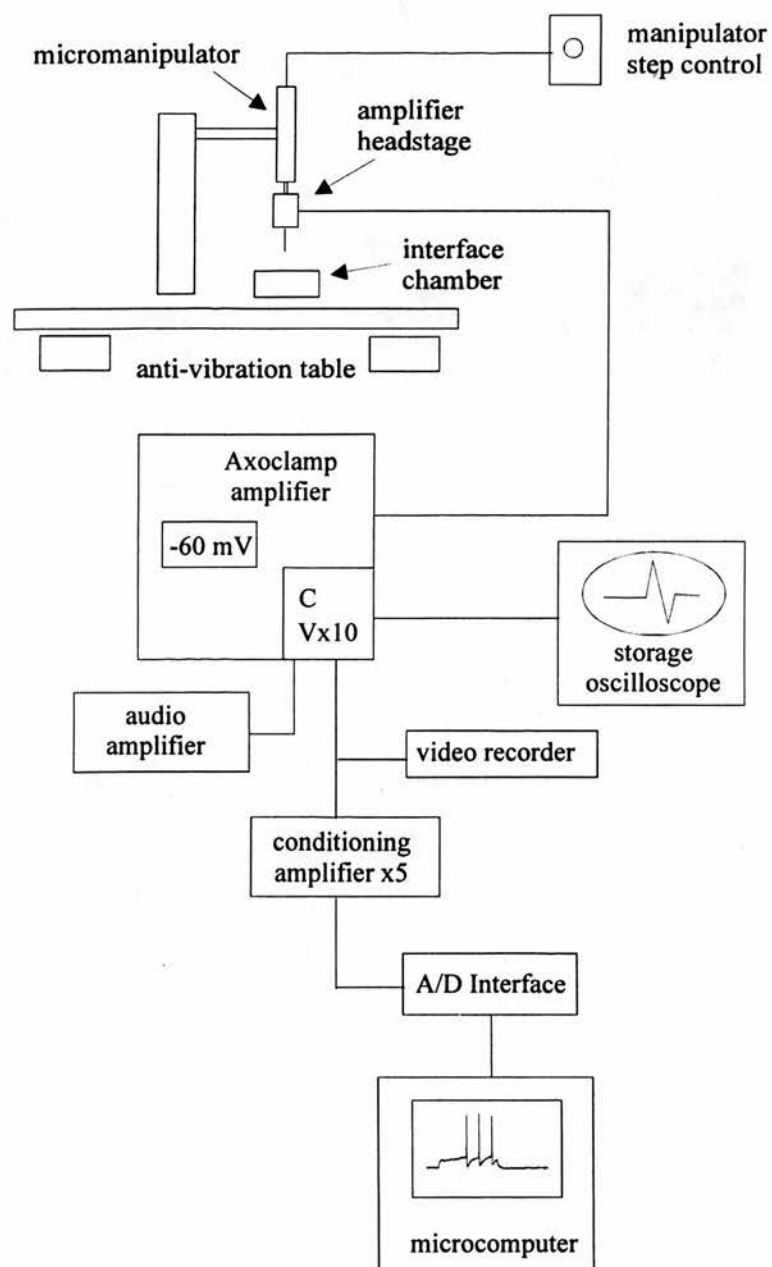 manipulator
step control
micromanipulator
amplifier
headstage
interface
chamber
anti-vibration table
Axoclamp
amplifier
-60 mV
C
Vx10
storage
oscilloscope
audio
amplifier
video recorder
conditioning
amplifier x5
A/D Interface
microcomputer